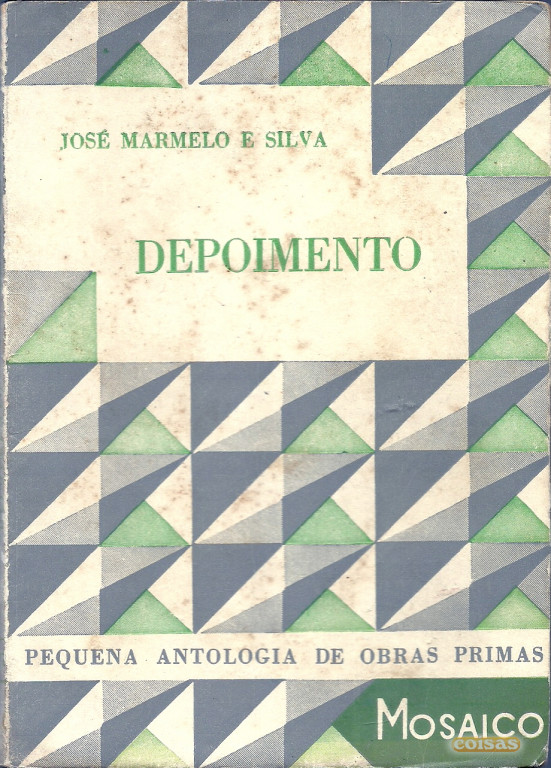 JOSÉ MARMELO E SILVA
DEPOIMENTO
PEQUENA ANTOLOGIA DE OBRAS PRIMAS
MOSAICO
coisas